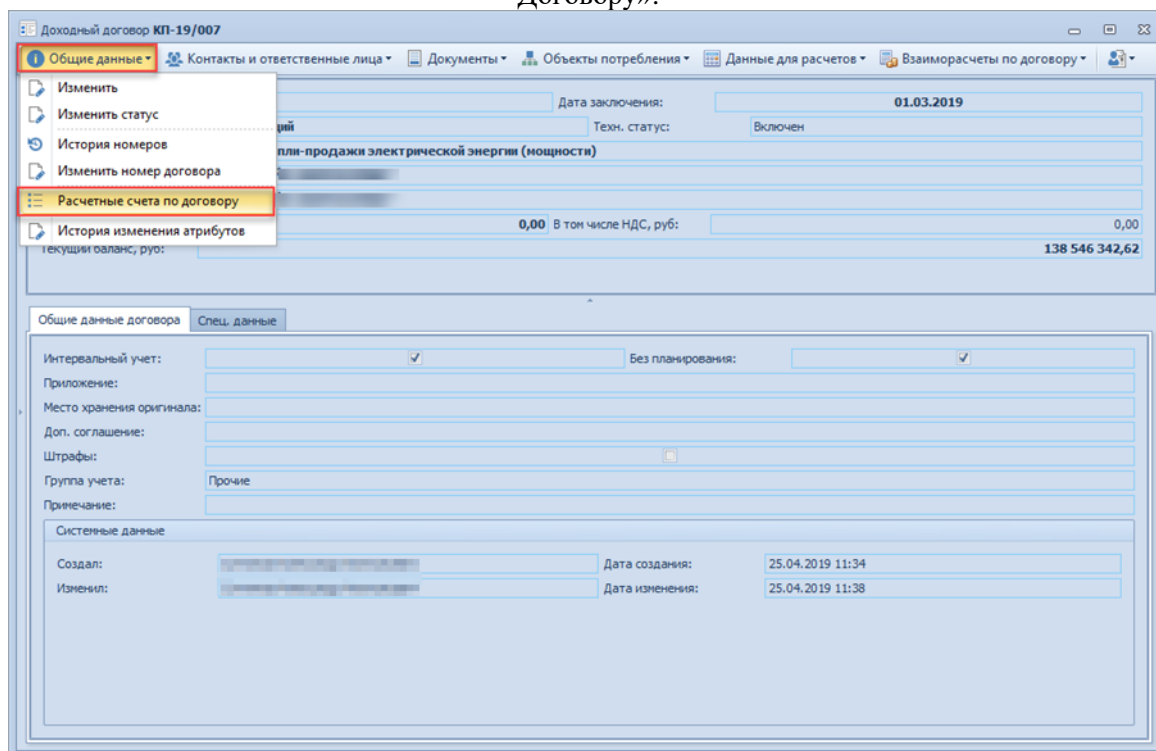 Договору».
Доходный договор КП-19/007
Общие данные Контакты и ответственные лица Документы Объекты потребления Данные для расчетов Взаиморасчеты по договору
Изменить
Дата заключения: 01.03.2019
Изменить статус
ций Техн. статус: Включен
История номеров
пли-продажи электрической энергии (мощности)
Изменить номер договора
Расчетные счета по договору
0,00 В том числе НДС, руб: 0,00
История изменения атрибутов
Текущий баланс, руб: 138 546 342,62
Общие данные договора Спец. данные
Интервальный учет: Без планирования:
Приложение:
Место хранения оригинала:
Доп. соглашение:
Штрафы:
Группа учета: Прочие
Примечание:
Системные данные
Создал: Дата создания: 25.04.2019 11:34
Изменил: Дата изменения: 25.04.2019 11:38